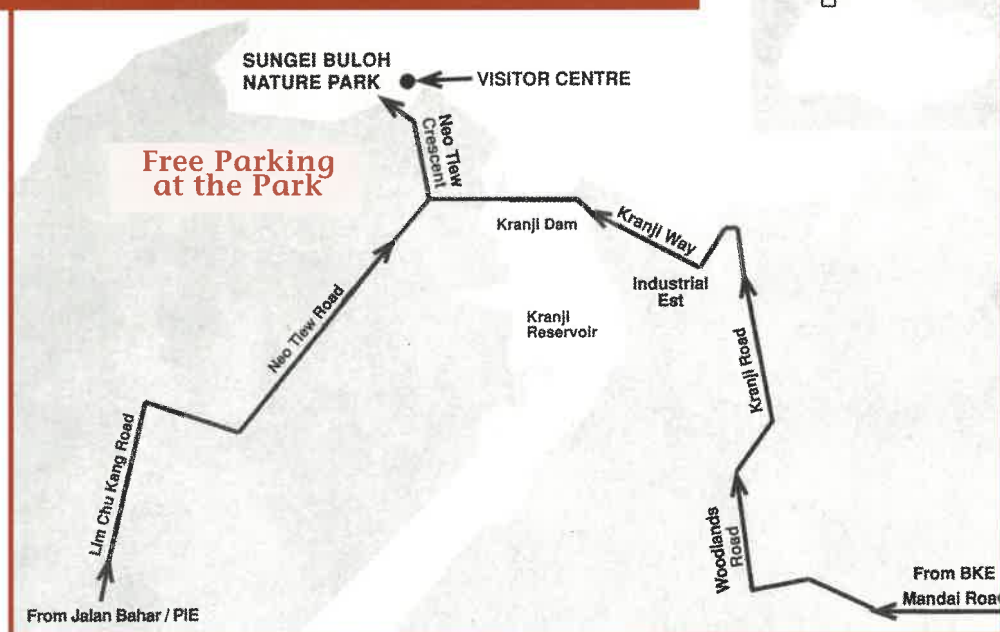 SUNGEI BULOH
NATURE PARK
VISITOR CENTRE
Neo Tiew
Crescent
Free Parking
at the Park
Kranji Dam
Kranji Way
Industrial
Est
Kranji
Reservoir
Neo Tiew Road
Kranji Road
Lim Chu Kang Road
Woodlands
Road
From BKE
Mandai Road
From Jalan Bahar / PIE